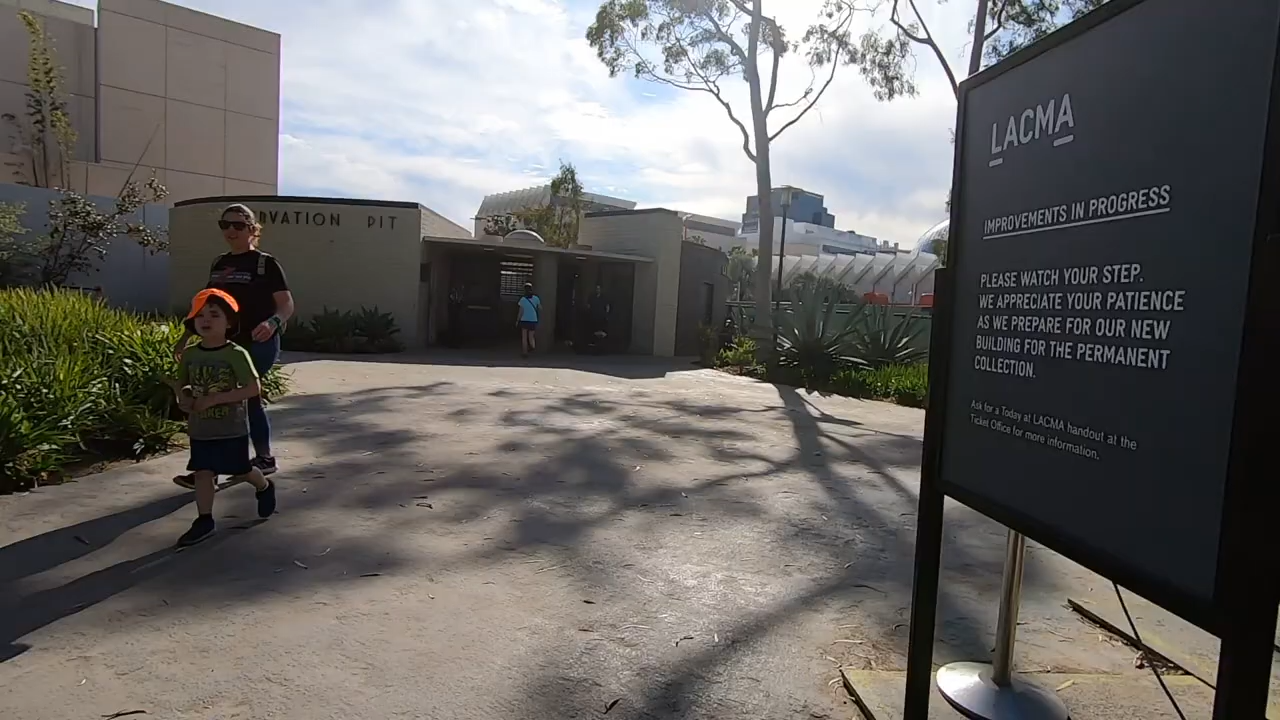 RVATION PIT
LACMA
IMPROVEMENTS IN PROGRESS
PLEASE WATCH YOUR STEP.
WE APPRECIATE YOUR PATIENCE
AS WE PREPARE FOR OUR NEW
BUILDING FOR THE PERMANENT
COLLECTION.
Ask for a Today at LACMA handout at the
Ticket Office for more information.